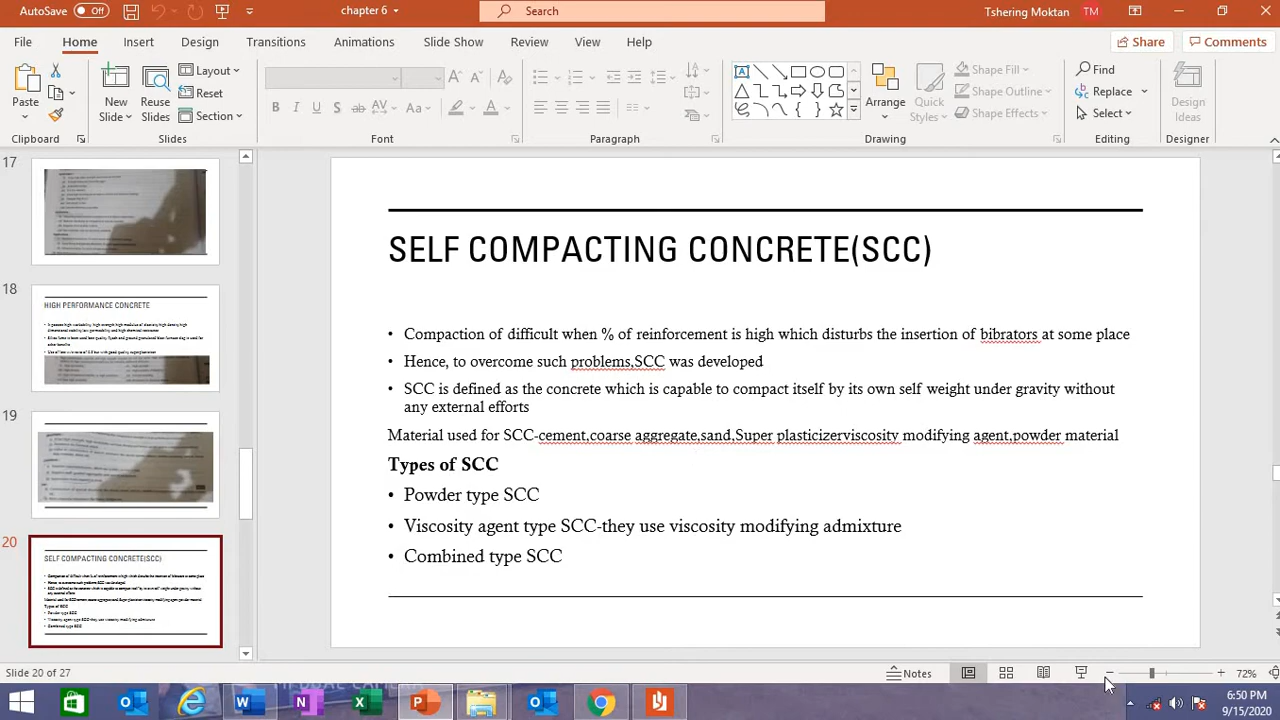 AutoSave Off chapter 6 Search Tshering Moktan TM
File Home Insert Design Transitions Animations Slide Show Review View Help Share Comments
Paste New Slide Reuse Slides Layout Reset Section Aa Arrange Quick Styles Shape Fill Shape Outline Shape Effects Find Replace Select Design Ideas
Clipboard Slides Font Paragraph Drawing Editing Designer
17
18
HIGH PERFORMANCE CONCRETE
19
20
SELF COMPACTING CONCRETE(SCC)
SELF COMPACTING CONCRETE(SCC)
• Compaction of difficult when % of reinforcement is high which disturbs the insertion of bibrators at some place
• Hence, to overcome such problems,SCC was developed
• SCC is defined as the concrete which is capable to compact itself by its own self weight under gravity without
any external efforts
Material used for SCC-cement,coarse aggregate,sand,Super plasticizerviscosity modifying agent,powder material
Types of SCC
• Powder type SCC
• Viscosity agent type SCC-they use viscosity modifying admixture
• Combined type SCC
Slide 20 of 27 Notes 72%
6:50 PM
9/15/2020